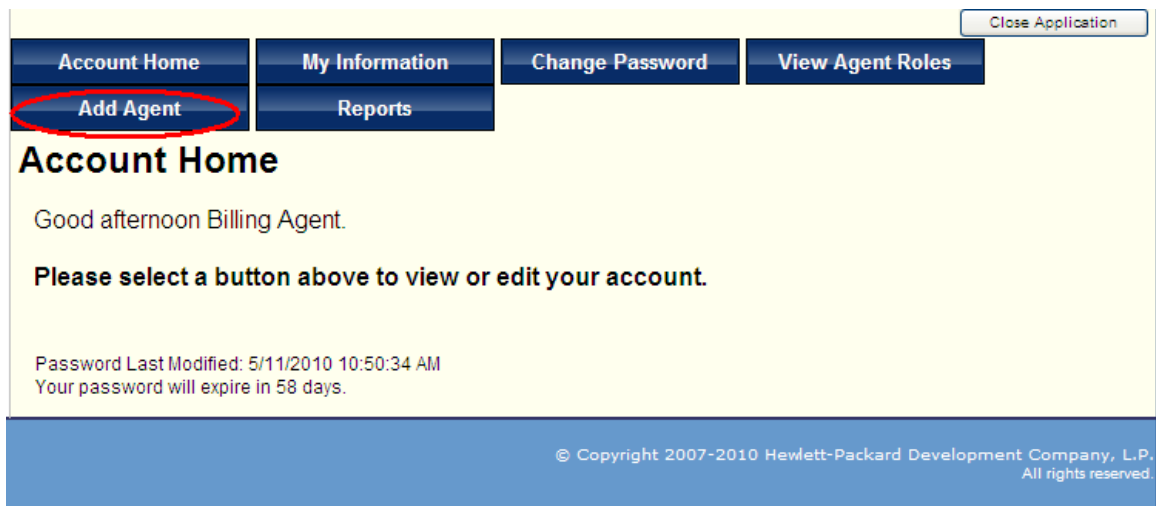 Close Application
Account Home My Information Change Password View Agent Roles
Add Agent Reports
Account Home
Good afternoon Billing Agent.
Please select a button above to view or edit your account.
Password Last Modified: 5/11/2010 10:50:34 AM
Your password will expire in 58 days.
© Copyright 2007-2010 Hewlett-Packard Development Company, L.P.
All rights reserved.